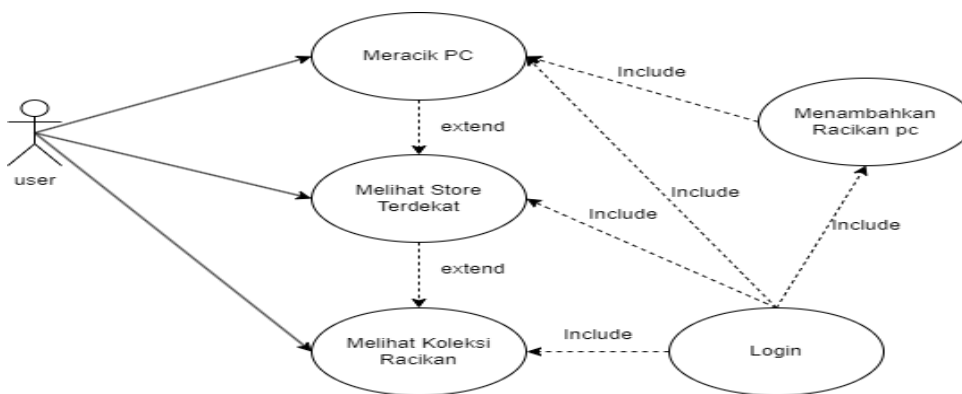 Meracik PC
Include
Menambahkan
Racikan pc
extend
user
Melihat Store
Terdekat
Include
Include
Include
extend
Melihat Koleksi
Racikan
Include
Login